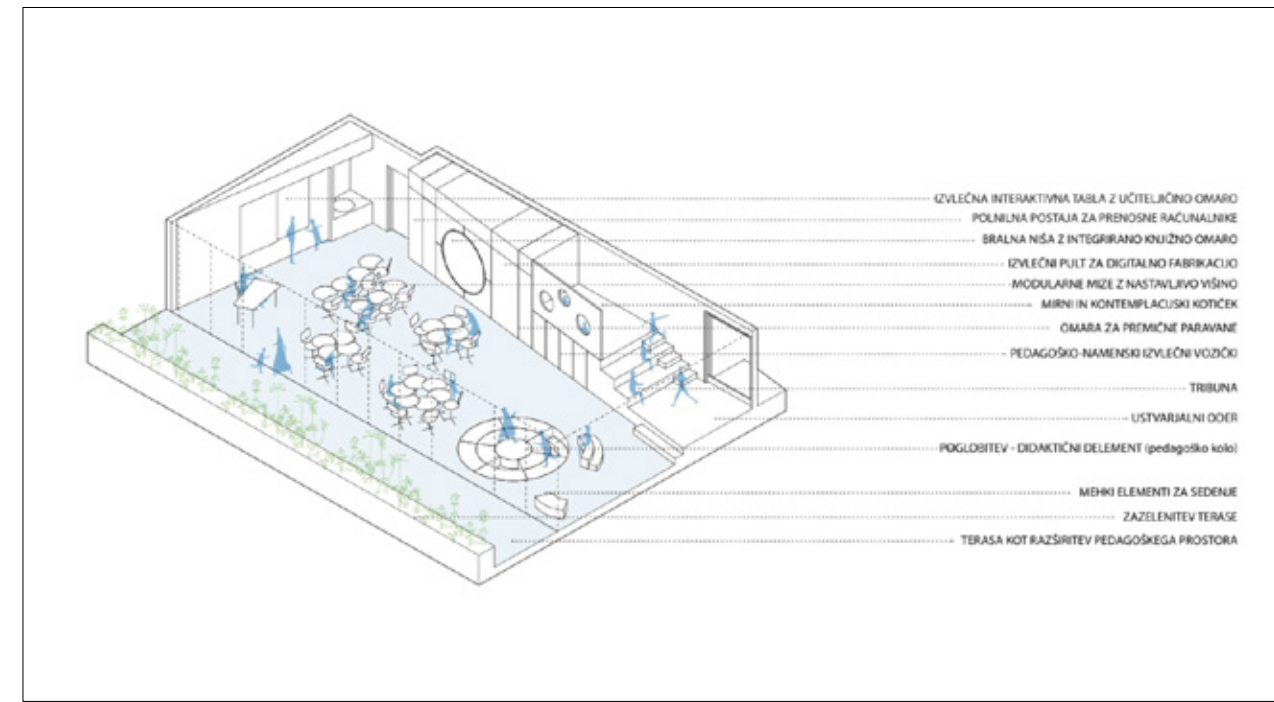 IZVLEČNA INTERAKTIVNA TABLA Z UČITELJIČINO OMARO
POLNILNA POSTAJA ZA PRENOSNE RAČUNALNIKE
BRALNA NIŠA Z INTEGRIRANO KNJIŽNO OMARO
IZVLEČNI PULT ZA DIGITALNO FABRIKACIJO
MODULARNE MIZE Z NASTAVLJIVO VIŠINO
MIRNI IN KONTEMPLACIJSKI KOTIČEK
OMARA ZA PREMIČNE PARAVANE
PEDAGOŠKO-NAMENSKI IZVLEČNI VOZIČKI
TRIBUNA
USTVARJALNI ODER
POGLOBITEV - DIDAKTIČNI DELEMENT (pedagoško kolo)
MEHKI ELEMENTI ZA SEDENJE
ZAZELENITEV TERASE
TERASA KOT RAZŠIRITEV PEDAGOŠKEGA PROSTORA